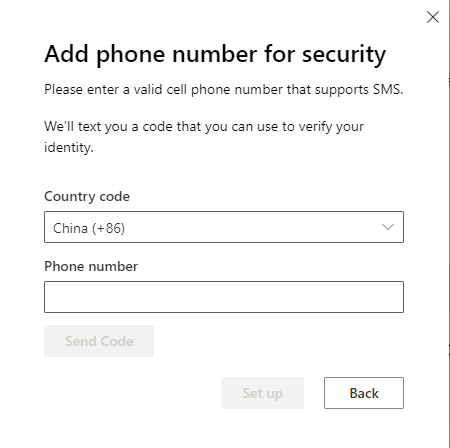 Add phone number for security
Please enter a valid cell phone number that supports SMS.
We'll text you a code that you can use to verify your
identity.
Country code
China (+86)
Phone number
Send Code
Set up
Back